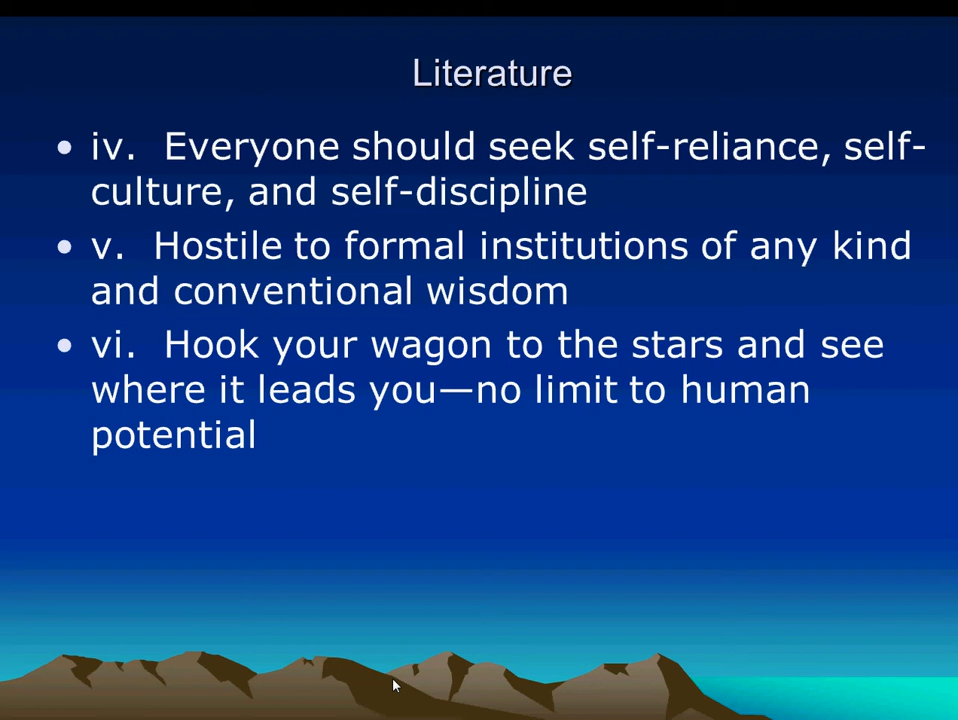 Literature
• iv.  Everyone should seek self-reliance, self-
culture, and self-discipline
• v.  Hostile to formal institutions of any kind
and conventional wisdom
• vi.  Hook your wagon to the stars and see
where it leads you—no limit to human
potential